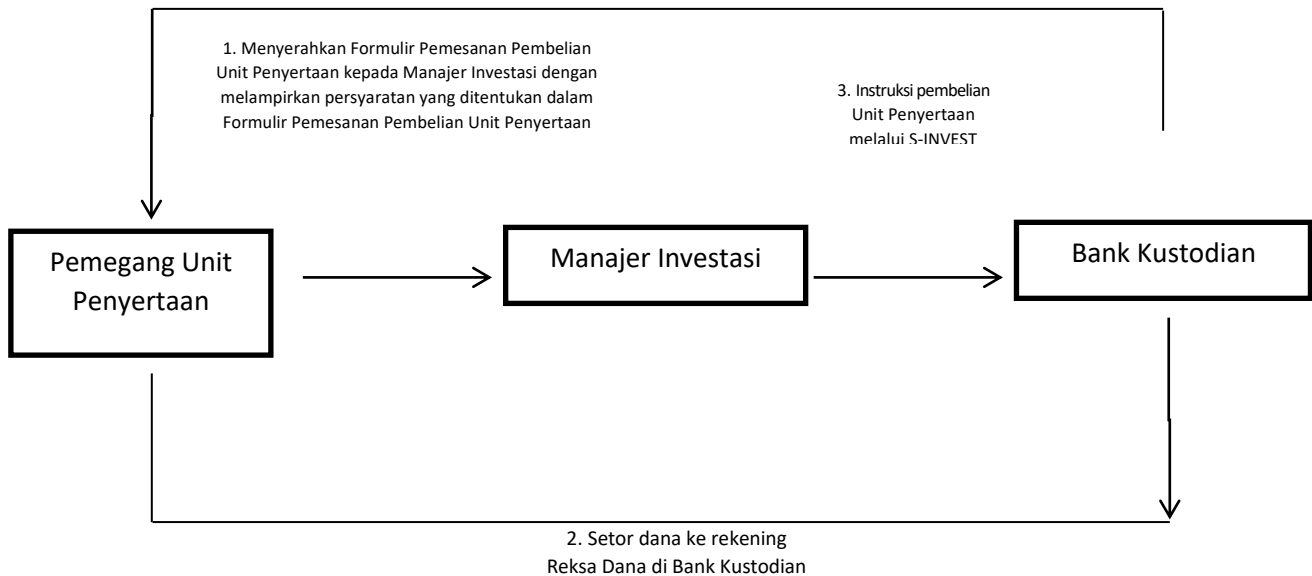 1. Menyerahkan Formulir Pemesanan Pembelian
Unit Penyertaan kepada Manajer Investasi dengan
melampirkan persyaratan yang ditentukan dalam
Formulir Pemesanan Pembelian Unit Penyertaan
3. Instruksi pembelian
Unit Penyertaan
melalui S-INVEST
Pemegang Unit
Penyertaan
Manajer Investasi
Bank Kustodian
2. Setor dana ke rekening
Reksa Dana di Bank Kustodian